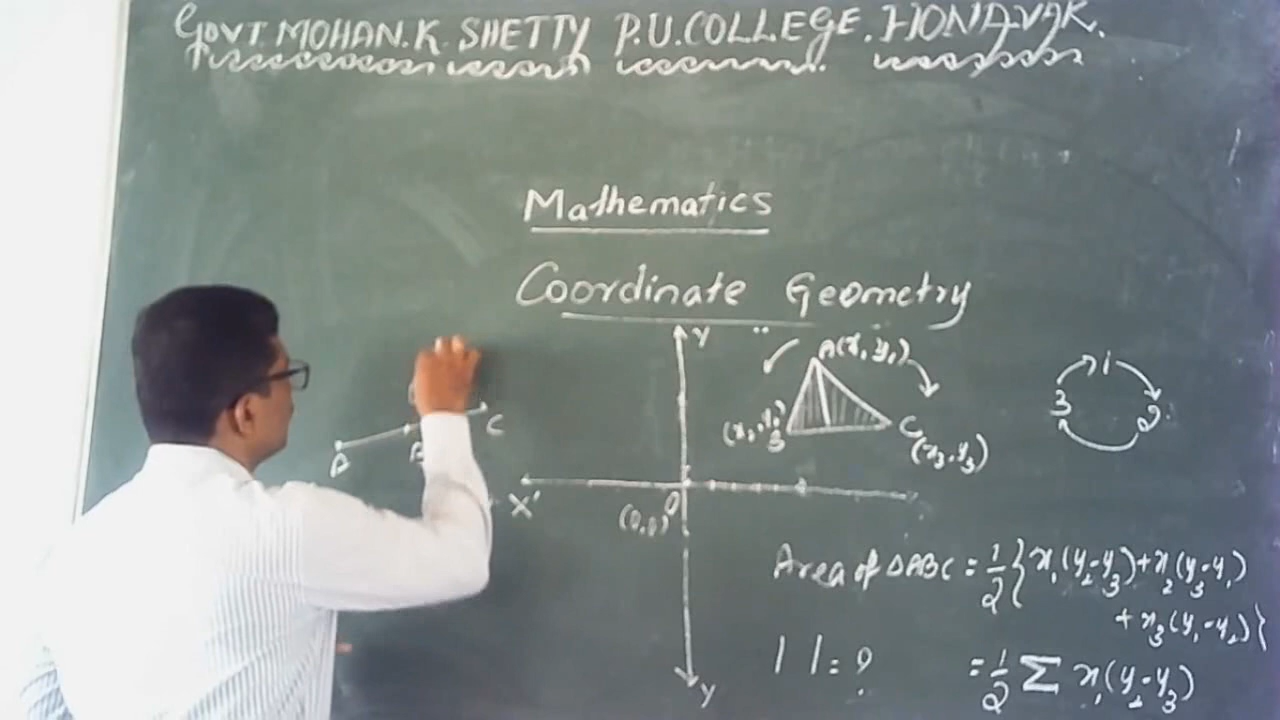 GOVT. MOHAN.K. SHETTY P.U.COLLEGE. HONAVAR.
Mathematics
Coordinate Geometry
Y
A(x₁ y₁)
1
3
2
C
(x₂, y₂)
B
C
(x₃, y₃)
A
B
X'
O
(0,0)
Area of ΔABC = 1/2 { x₁(y₂-y₃)+x₂(y₃-y₁)
+ x₃(y₁-y₂) }
| | = ?
= 1/2 Σ x₁(y₂-y₃)
y